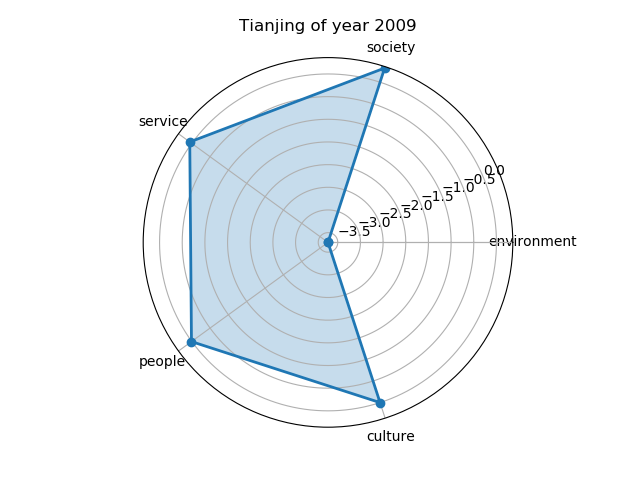 Tianjing of year 2009
society
service
0.0
−0.5
−1.0
−1.5
−2.0
−2.5
−3.0
−3.5
environment
people
culture